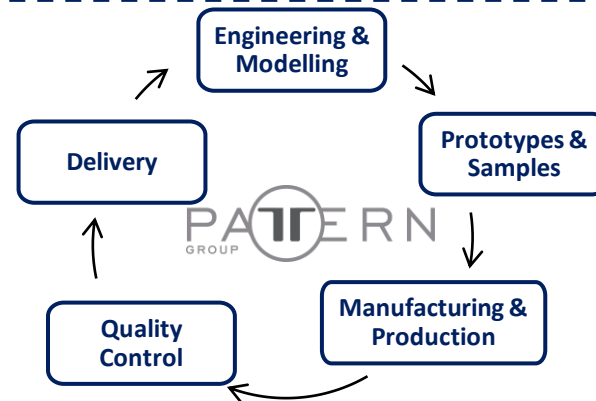 Engineering &
Modelling
Prototypes &
Samples
Delivery
PATTERN
GROUP
Manufacturing &
Production
Quality
Control